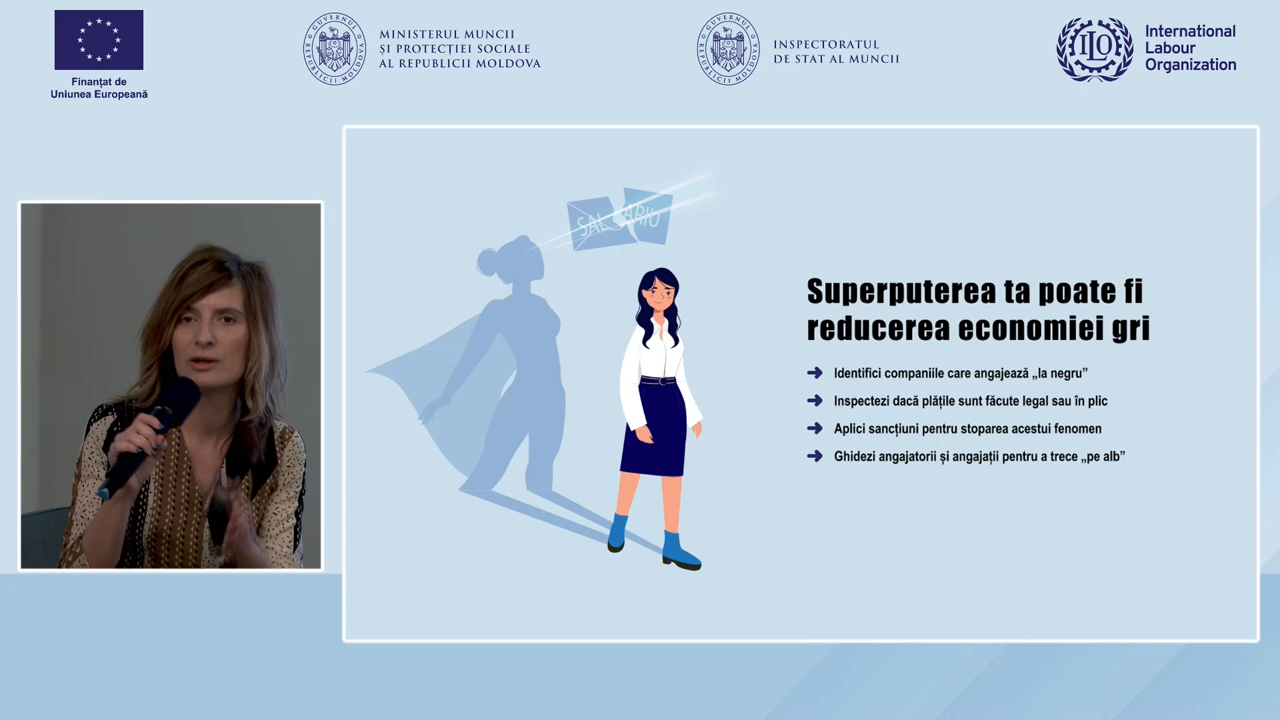 Finanțat de
Uniunea Europeană
MINISTERUL MUNCII
ȘI PROTECȚIEI SOCIALE
AL REPUBLICII MOLDOVA
INSPECTORATUL
DE STAT AL MUNCII
ILO
International
Labour
Organization
SALARIU
Superputerea ta poate fi
reducerea economiei gri
Identifici companiile care angajează „la negru”
Inspectezi dacă plățile sunt făcute legal sau în plic
Aplici sancțiuni pentru stoparea acestui fenomen
Ghidezi angajatorii și angajații pentru a trece „pe alb”